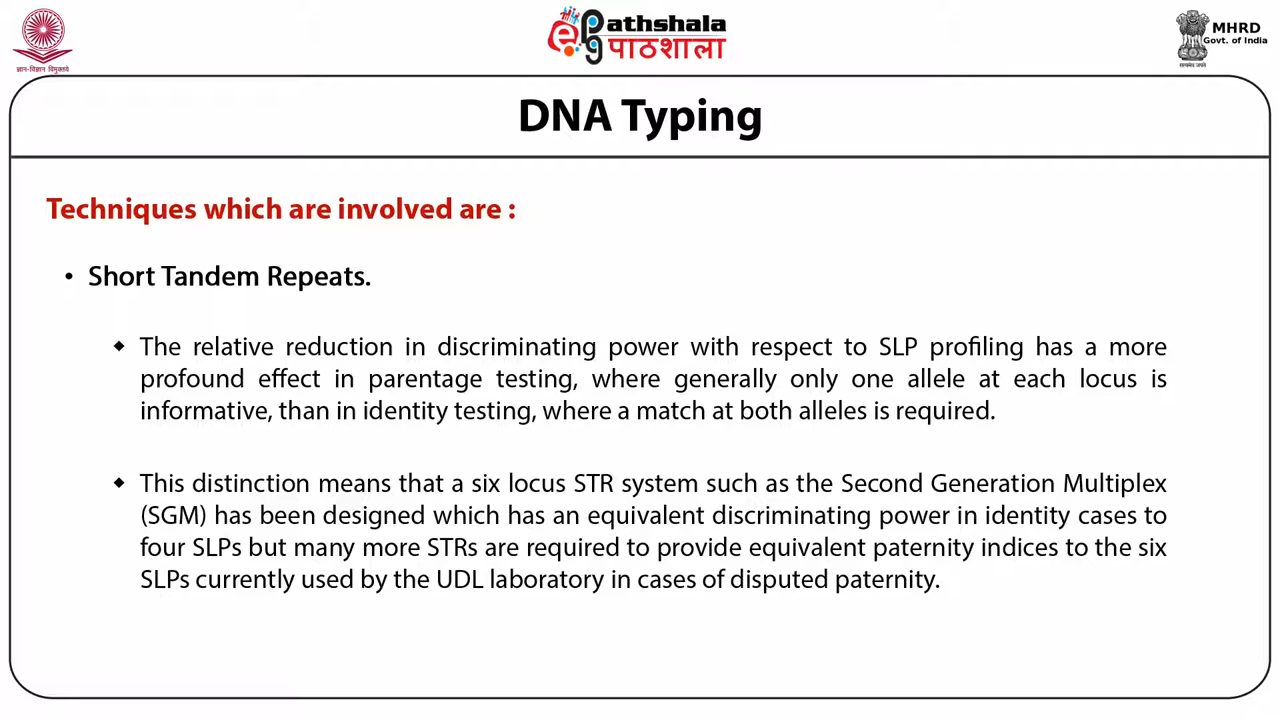 ज्ञान-विज्ञान विमुक्तये
ePG Pathshala
पाठशाला
सत्यमेव जयते
MHRD
Govt. of India
DNA Typing
Techniques which are involved are :
• Short Tandem Repeats.
◆ The relative reduction in discriminating power with respect to SLP profiling has a more
profound effect in parentage testing, where generally only one allele at each locus is
informative, than in identity testing, where a match at both alleles is required.
◆ This distinction means that a six locus STR system such as the Second Generation Multiplex
(SGM) has been designed which has an equivalent discriminating power in identity cases to
four SLPs but many more STRs are required to provide equivalent paternity indices to the six
SLPs currently used by the UDL laboratory in cases of disputed paternity.